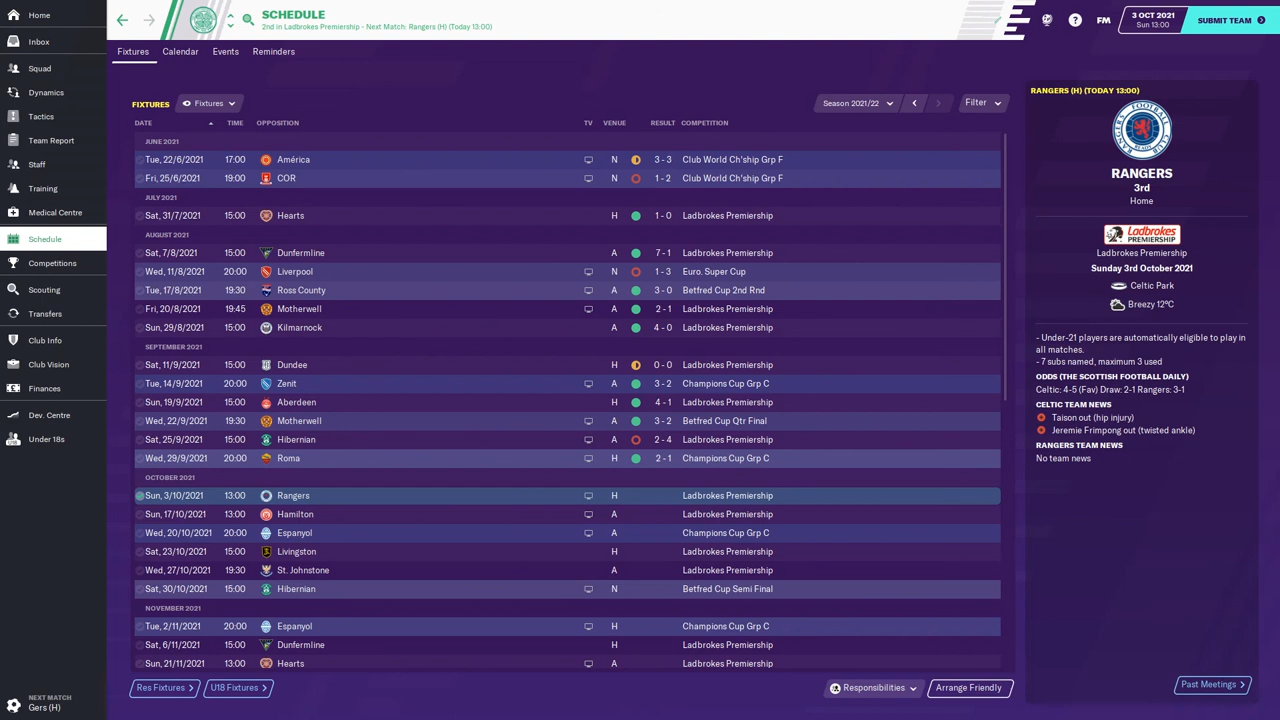 Home
SCHEDULE
2nd in Ladbrokes Premiership - Next Match: Rangers (H) (Today 13:00)
? FM
3 OCT 2021
Sun 13:00
SUBMIT TEAM
Inbox
Squad
Dynamics
Tactics
Team Report
Staff
Training
Medical Centre
Schedule
Competitions
Scouting
Transfers
Club Info
Club Vision
Finances
Dev. Centre
Under 18s
NEXT MATCH
Gers (H)
Fixtures Calendar Events Reminders
FIXTURES Fixtures Season 2021/22 Filter
DATE TIME OPPOSITION TV VENUE RESULT COMPETITION
JUNE 2021
Tue, 22/6/2021 17:00 América N 3 - 3 Club World Ch'ship Grp F
Fri, 25/6/2021 19:00 COR N 1 - 2 Club World Ch'ship Grp F
JULY 2021
Sat, 31/7/2021 15:00 Hearts H 1 - 0 Ladbrokes Premiership
AUGUST 2021
Sat, 7/8/2021 15:00 Dunfermline A 7 - 1 Ladbrokes Premiership
Wed, 11/8/2021 20:00 Liverpool N 1 - 3 Euro. Super Cup
Tue, 17/8/2021 19:30 Ross County A 3 - 0 Betfred Cup 2nd Rnd
Fri, 20/8/2021 19:45 Motherwell A 2 - 1 Ladbrokes Premiership
Sun, 29/8/2021 15:00 Kilmarnock A 4 - 0 Ladbrokes Premiership
SEPTEMBER 2021
Sat, 11/9/2021 15:00 Dundee H 0 - 0 Ladbrokes Premiership
Tue, 14/9/2021 20:00 Zenit A 3 - 2 Champions Cup Grp C
Sun, 19/9/2021 15:00 Aberdeen H 4 - 1 Ladbrokes Premiership
Wed, 22/9/2021 19:30 Motherwell A 3 - 2 Betfred Cup Qtr Final
Sat, 25/9/2021 15:00 Hibernian A 2 - 4 Ladbrokes Premiership
Wed, 29/9/2021 20:00 Roma H 2 - 1 Champions Cup Grp C
OCTOBER 2021
Sun, 3/10/2021 13:00 Rangers H Ladbrokes Premiership
Sun, 17/10/2021 13:00 Hamilton A Ladbrokes Premiership
Wed, 20/10/2021 20:00 Espanyol A Champions Cup Grp C
Sat, 23/10/2021 15:00 Livingston H Ladbrokes Premiership
Wed, 27/10/2021 19:30 St. Johnstone A Ladbrokes Premiership
Sat, 30/10/2021 15:00 Hibernian N Betfred Cup Semi Final
NOVEMBER 2021
Tue, 2/11/2021 20:00 Espanyol H Champions Cup Grp C
Sat, 6/11/2021 15:00 Dunfermline H Ladbrokes Premiership
Sun, 21/11/2021 13:00 Hearts A Ladbrokes Premiership
Res Fixtures U18 Fixtures Responsibilities Arrange Friendly
RANGERS (H) (TODAY 13:00)
RANGERS
3rd
Home
Ladbrokes
PREMIERSHIP
Ladbrokes Premiership
Sunday 3rd October 2021
Celtic Park
Breezy 12ºC
- Under-21 players are automatically eligible to play in
all matches.
- 7 subs named, maximum 3 used
ODDS (THE SCOTTISH FOOTBALL DAILY)
Celtic: 4-5 (Fav) Draw: 2-1 Rangers: 3-1
CELTIC TEAM NEWS
Taison out (hip injury)
Jeremie Frimpong out (twisted ankle)
RANGERS TEAM NEWS
No team news
Past Meetings